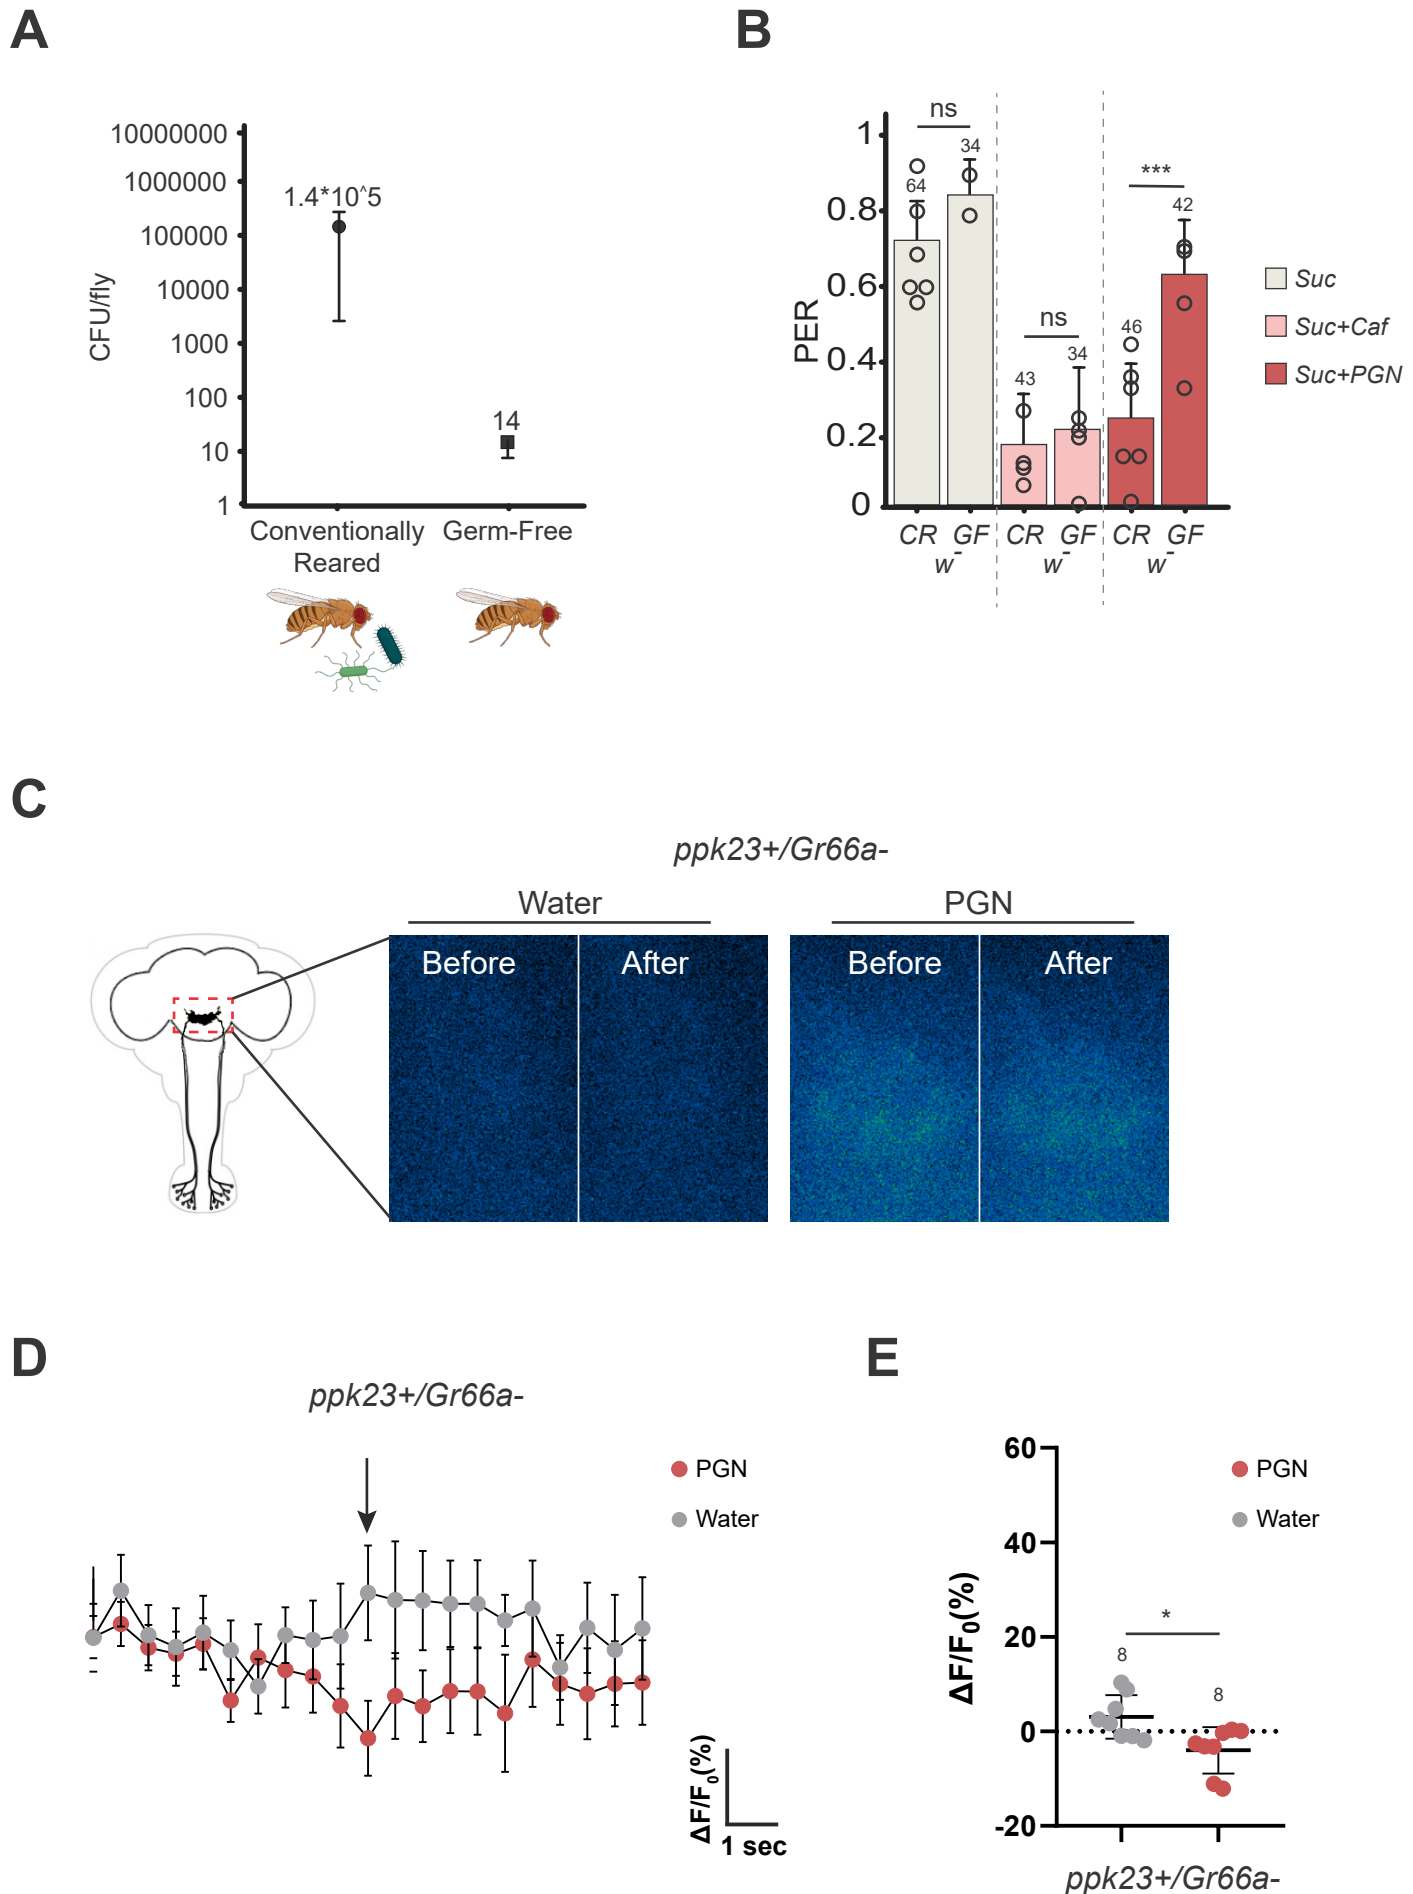 A
10000000
1000000
100000
10000
1000
100
10
1
CFU/fly
1.4*10^5
14
Conventionally
Reared
Germ-Free
B
PER
1
0.8
0.6
0.4
0.2
0
ns
64
34
ns
43
34
***
46
42
CR GF
w-
CR GF
w-
CR GF
w-
Suc
Suc+Caf
Suc+PGN
C
ppk23+/Gr66a-
Water
PGN
Before
After
Before
After
D
ppk23+/Gr66a-
PGN
Water
ΔF/F0(%)
1 sec
E
ΔF/F0(%)
60
40
20
0
-20
PGN
Water
*
8
8
ppk23+/Gr66a-